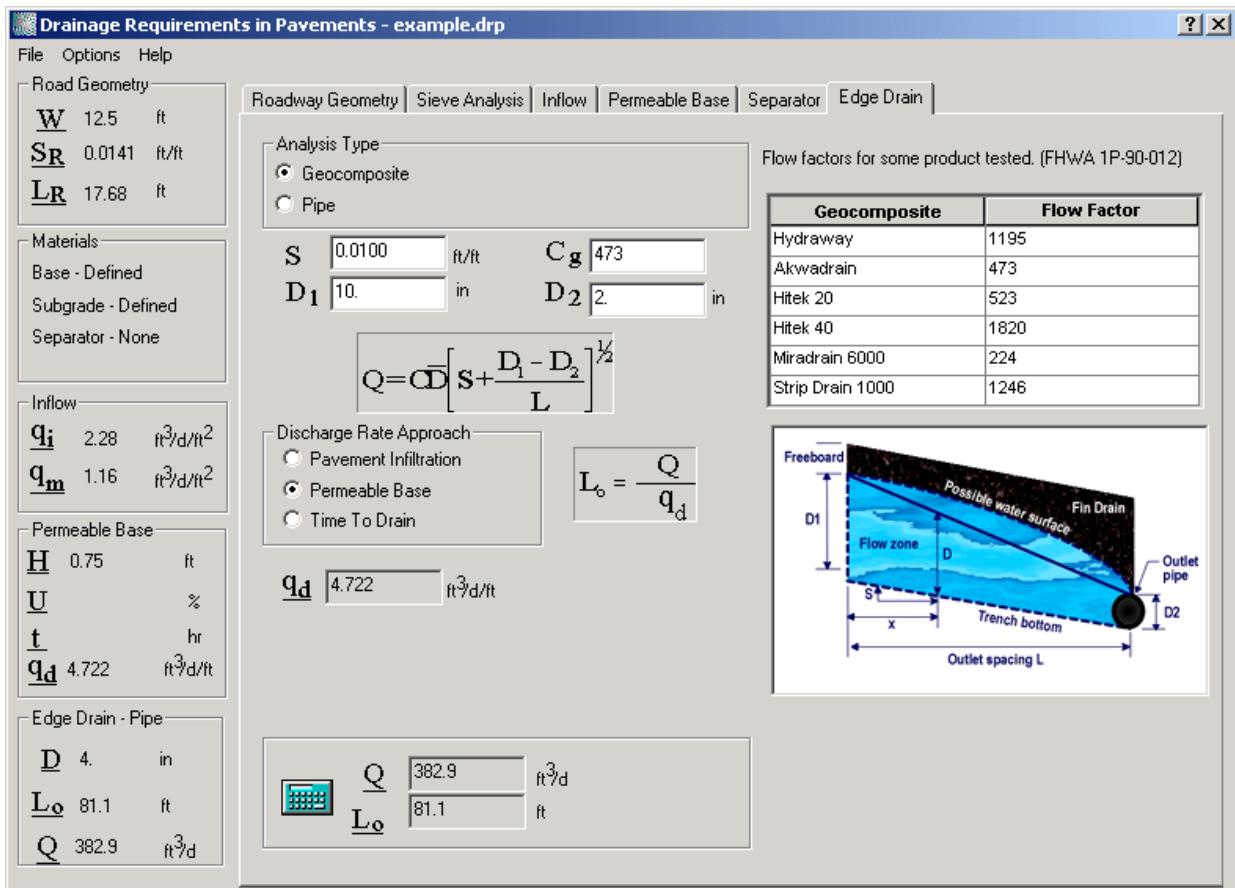 Drainage Requirements in Pavements - example.drp
File Options Help
Road Geometry
W 12.5 ft
SR 0.0141 ft/ft
LR 17.68 ft
Materials
Base - Defined
Subgrade - Defined
Separator - None
Inflow
qi 2.28 ft3/d/ft2
qm 1.16 ft3/d/ft2
Permeable Base
H 0.75 ft
U %
t hr
qd 4.722 ft3/d/ft
Edge Drain - Pipe
D 4. in
Lo 81.1 ft
Q 382.9 ft3/d
Roadway Geometry Sieve Analysis Inflow Permeable Base Separator Edge Drain
Analysis Type
Geocomposite
Pipe
S 0.0100 ft/ft Cg 473
D1 10. in D2 2. in
Q=CD̅[S+(D1-D2)/L]½
Discharge Rate Approach
Pavement Infiltration
Permeable Base
Time To Drain
Lo = Q/qd
qd 4.722 ft3/d/ft
Q 382.9 ft3/d
Lo 81.1 ft
Flow factors for some product tested. (FHWA 1P-90-012)
Geocomposite Flow Factor
Hydraway 1195
Akwadrain 473
Hitek 20 523
Hitek 40 1820
Miradrain 6000 224
Strip Drain 1000 1246
Freeboard
Possible water surface
Fin Drain
D1
Flow zone
D
Outlet
pipe
S
x
Trench bottom
D2
Outlet spacing L